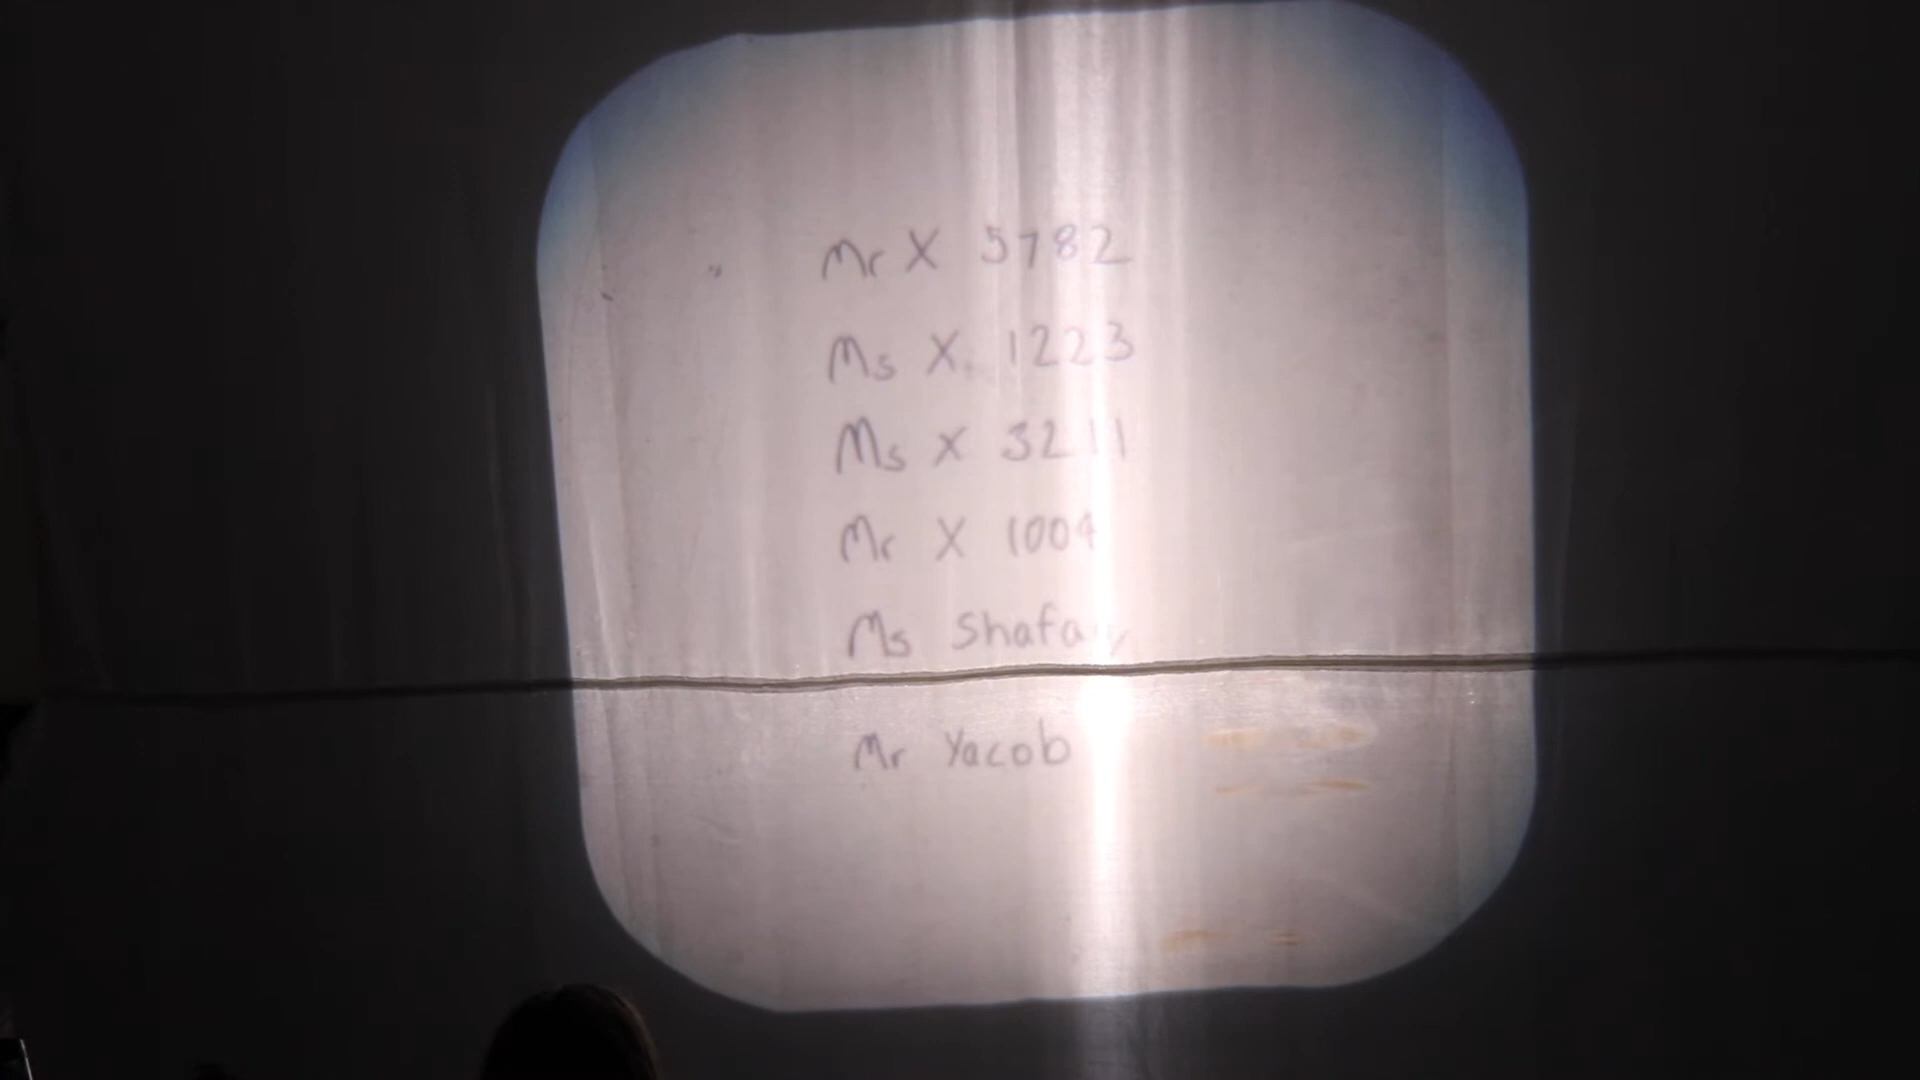 Mr X 5782
Ms X. 1223
Ms X 3211
Mr X 1004
Ms
Mr Yacob